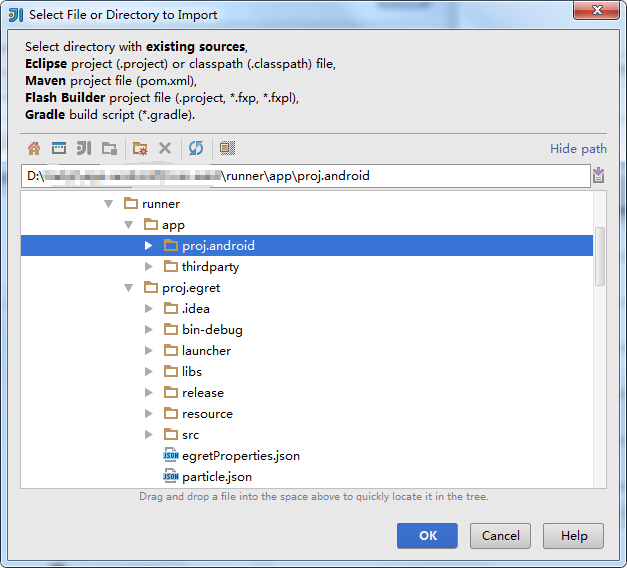 Select File or Directory to Import
Select directory with existing sources,
Eclipse project (.project) or classpath (.classpath) file,
Maven project file (pom.xml),
Flash Builder project file (.project, *.fxp, *.fxpl),
Gradle build script (*.gradle).
Hide path
D:\ \runner\app\proj.android
runner
app
proj.android
thirdparty
proj.egret
.idea
bin-debug
launcher
libs
release
resource
src
JSON egretProperties.json
JSON particle.json
Drag and drop a file into the space above to quickly locate it in the tree.
OK
Cancel
Help